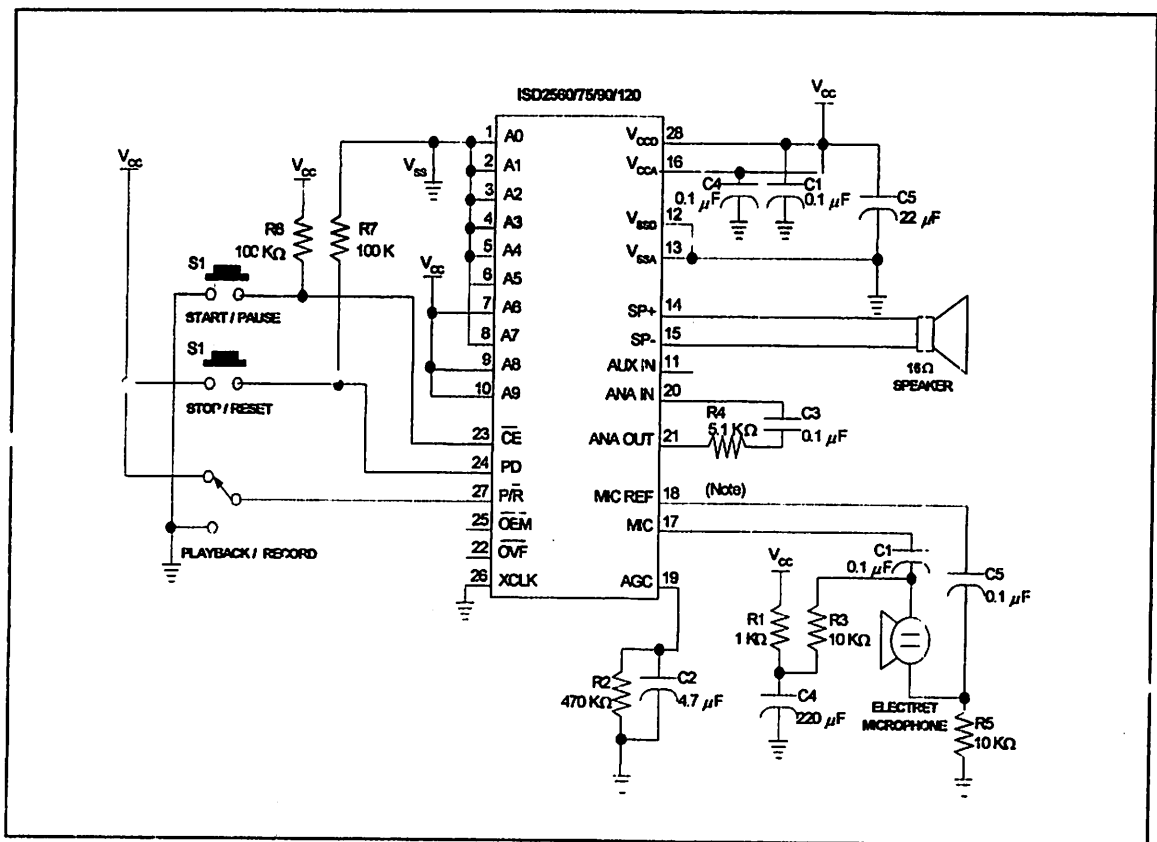 ISD2560/75/90/120
VCC
VCC
VCC
R6
100 KΩ
R7
100 K
VSS
VCC
S1
START / PAUSE
S1
STOP / RESET
PLAYBACK / RECORD
1 A0
2 A1
3 A2
4 A3
5 A4
6 A5
7 A6
8 A7
9 A8
10 A9
23 CE
24 PD
27 P/R
25 OEM
22 OVF
26 XCLK
VCCD 28
VCCA 16
VSSD 12
VSSA 13
SP+ 14
SP- 15
AUX IN 11
ANA IN 20
ANA OUT 21
MIC REF 18 (Note)
MIC 17
AGC 19
C4
0.1 µF
C1
0.1 µF
C5
22 µF
16Ω
SPEAKER
R4
5.1 KΩ
C3
0.1 µF
C1
0.1 µF
C5
0.1 µF
VCC
R1
1 KΩ
R3
10 KΩ
C4
220 µF
R2
470 KΩ
C2
4.7 µF
ELECTRET
MICROPHONE
R5
10 KΩ